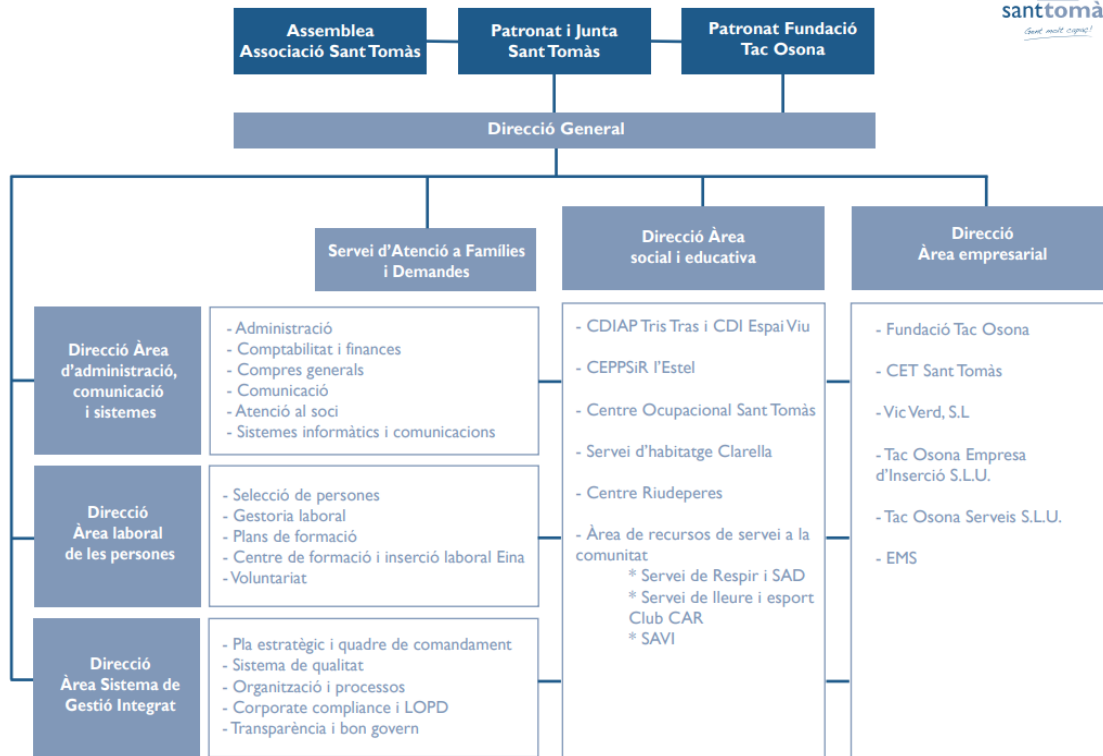 santtomà
Gent molt capaç!
Assemblea
Associació Sant Tomàs
Patronat i Junta
Sant Tomàs
Patronat Fundació
Tac Osona
Direcció General
Servei d'Atenció a Famílies
i Demandes
Direcció Àrea
social i educativa
Direcció
Àrea empresarial
Direcció Àrea
d'administració,
comunicació
i sistemes
- Administració
- Comptabilitat i finances
- Compres generals
- Comunicació
- Atenció al soci
- Sistemes informàtics i comunicacions
Direcció
Àrea laboral
de les persones
- Selecció de persones
- Gestoria laboral
- Plans de formació
- Centre de formació i inserció laboral Eina
- Voluntariat
Direcció
Àrea Sistema de
Gestió Integrat
- Pla estratègic i quadre de comandament
- Sistema de qualitat
- Organització i processos
- Corporate compliance i LOPD
- Transparència i bon govern
- CDIAP Tris Tras i CDI Espai Viu
- CEPPSiR l'Estel
- Centre Ocupacional Sant Tomàs
- Servei d'habitatge Clarella
- Centre Riudeperes
- Àrea de recursos de servei a la
comunitat
* Servei de Respir i SAD
* Servei de lleure i esport
Club CAR
* SAVI
- Fundació Tac Osona
- CET Sant Tomàs
- Vic Verd, S.L
- Tac Osona Empresa
d'Inserció S.L.U.
- Tac Osona Serveis S.L.U.
- EMS